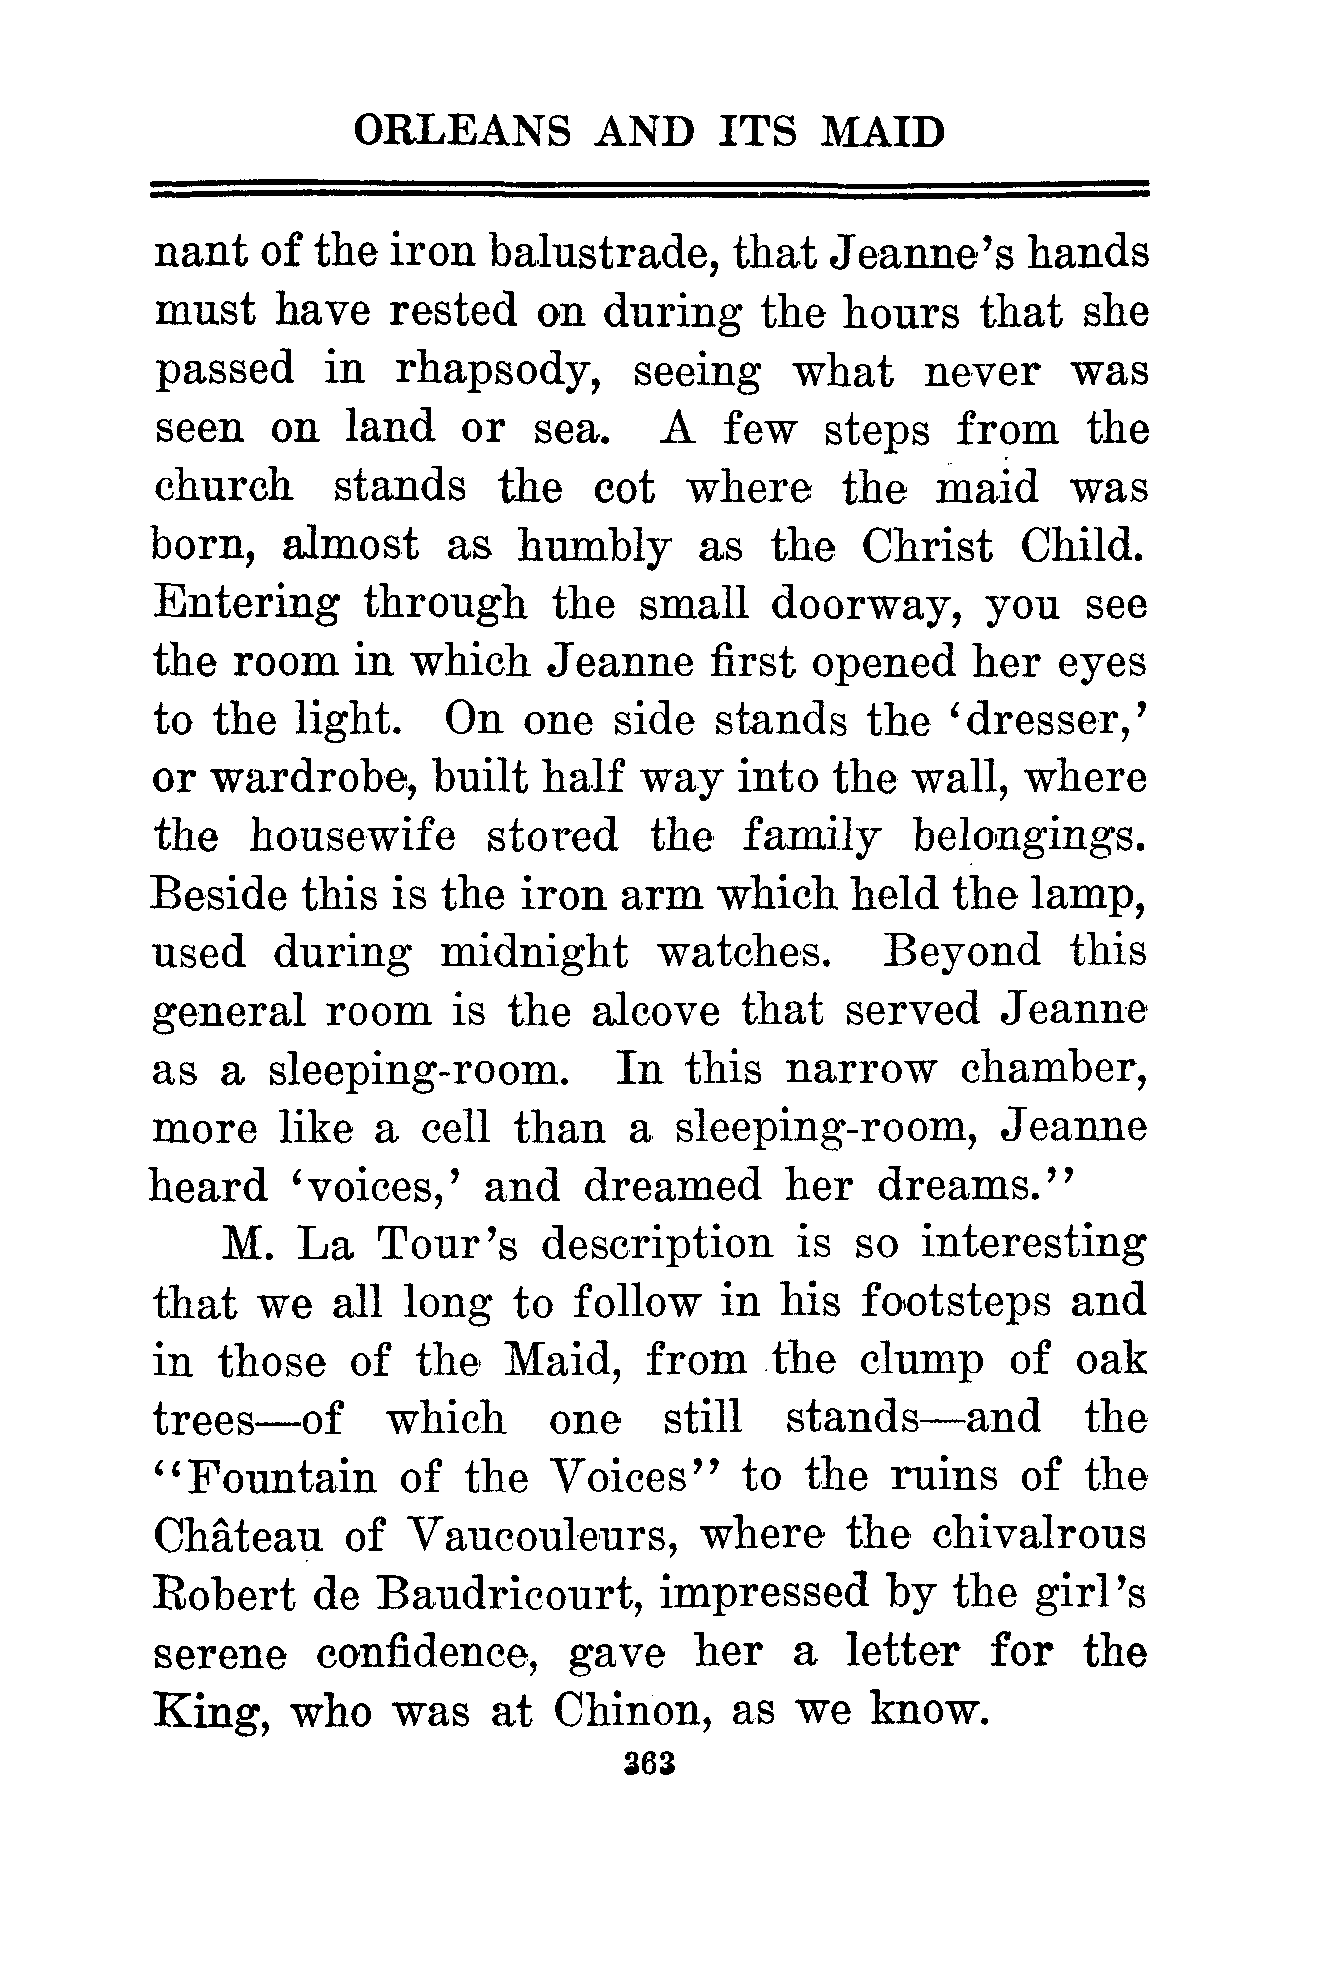 ORLEANS AND ITS MAID
nant of the iron balustrade, that Jeanne's hands
must have rested on during the hours that she
passed in rhapsody, seeing what never was
seen on land or sea. A few steps from the
church stands the cot where the maid was
born, almost as humbly as the Christ Child.
Entering through the small doorway, you see
the room in which Jeanne first opened her eyes
to the light. On one side stands the 'dresser,'
or wardrobe, built half way into the wall, where
the housewife stored the family belongings.
Beside this is the iron arm which held the lamp,
used during midnight watches. Beyond this
general room is the alcove that served Jeanne
as a sleeping-room. In this narrow chamber,
more like a cell than a sleeping-room, Jeanne
heard 'voices,' and dreamed her dreams.''
M. La Tour's description is so interesting
that we all long to follow in his footsteps and
in those of the Maid, from the clump of oak
trees—of which one still stands—and the
''Fountain of the Voices'' to the ruins of the
Château of Vaucouleurs, where the chivalrous
Robert de Baudricourt, impressed by the girl's
serene confidence, gave her a letter for the
King, who was at Chinon, as we know.
363